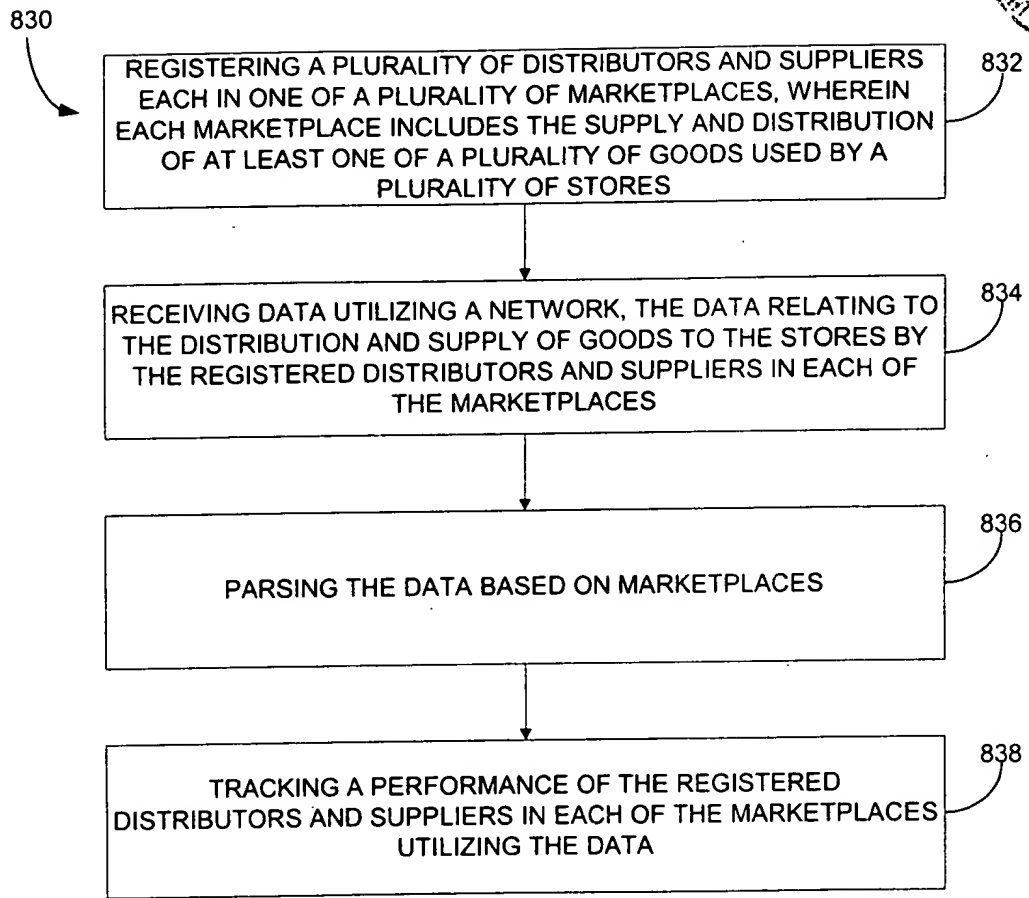 830
REGISTERING A PLURALITY OF DISTRIBUTORS AND SUPPLIERS
EACH IN ONE OF A PLURALITY OF MARKETPLACES, WHEREIN
EACH MARKETPLACE INCLUDES THE SUPPLY AND DISTRIBUTION
OF AT LEAST ONE OF A PLURALITY OF GOODS USED BY A
PLURALITY OF STORES
832
RECEIVING DATA UTILIZING A NETWORK, THE DATA RELATING TO
THE DISTRIBUTION AND SUPPLY OF GOODS TO THE STORES BY
THE REGISTERED DISTRIBUTORS AND SUPPLIERS IN EACH OF
THE MARKETPLACES
834
PARSING THE DATA BASED ON MARKETPLACES
836
TRACKING A PERFORMANCE OF THE REGISTERED
DISTRIBUTORS AND SUPPLIERS IN EACH OF THE MARKETPLACES
UTILIZING THE DATA
838